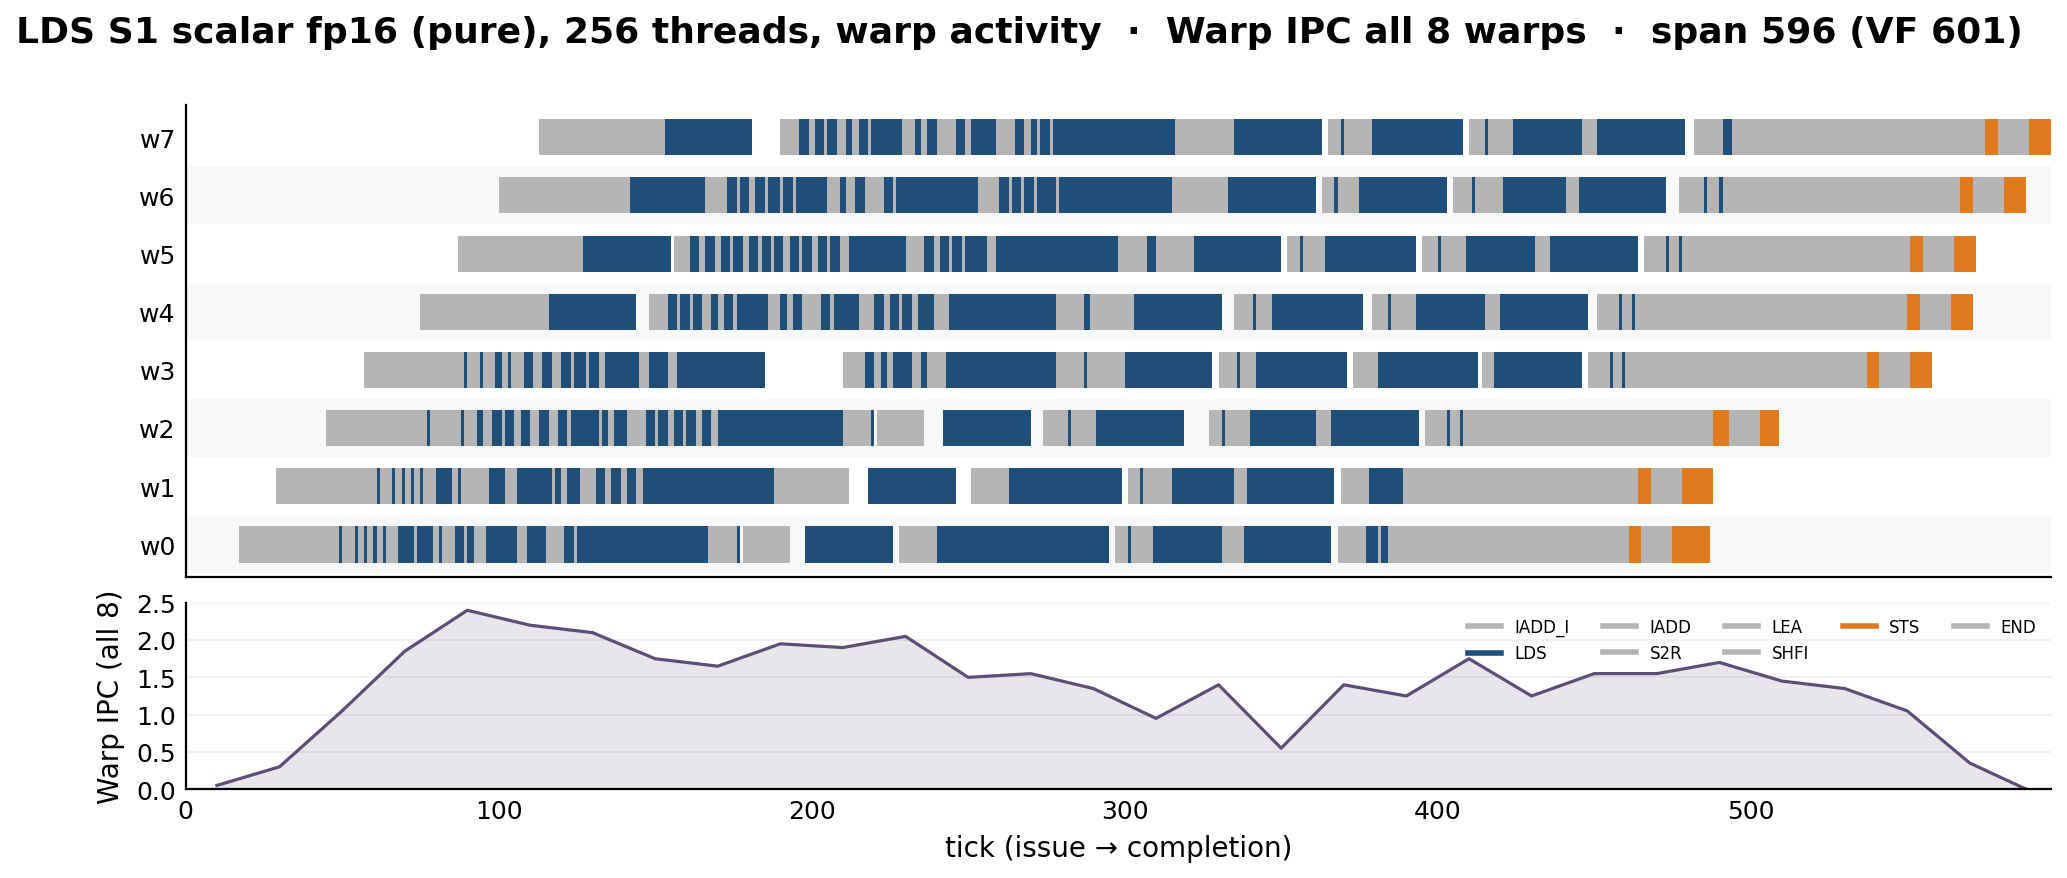 LDS S1 scalar fp16 (pure), 256 threads, warp activity · Warp IPC all 8 warps · span 596 (VF 601)
w7
w6
w5
w4
w3
w2
w1
w0
Warp IPC (all 8)
2.5
2.0
1.5
1.0
0.5
0.0
IADD_I IADD LEA STS END
LDS S2R SHFI
0 100 200 300 400 500
tick (issue → completion)